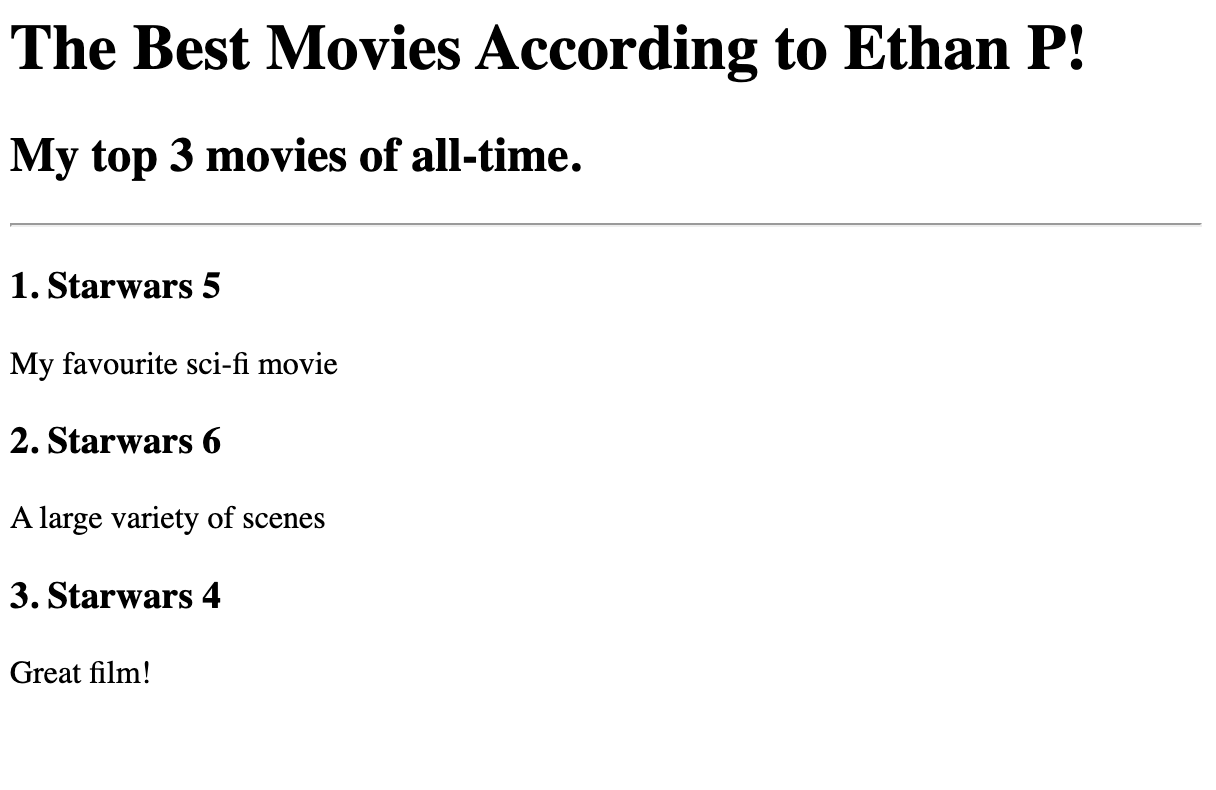 The Best Movies According to Ethan P!
My top 3 movies of all-time.
1. Starwars 5
My favourite sci-fi movie
2. Starwars 6
A large variety of scenes
3. Starwars 4
Great film!